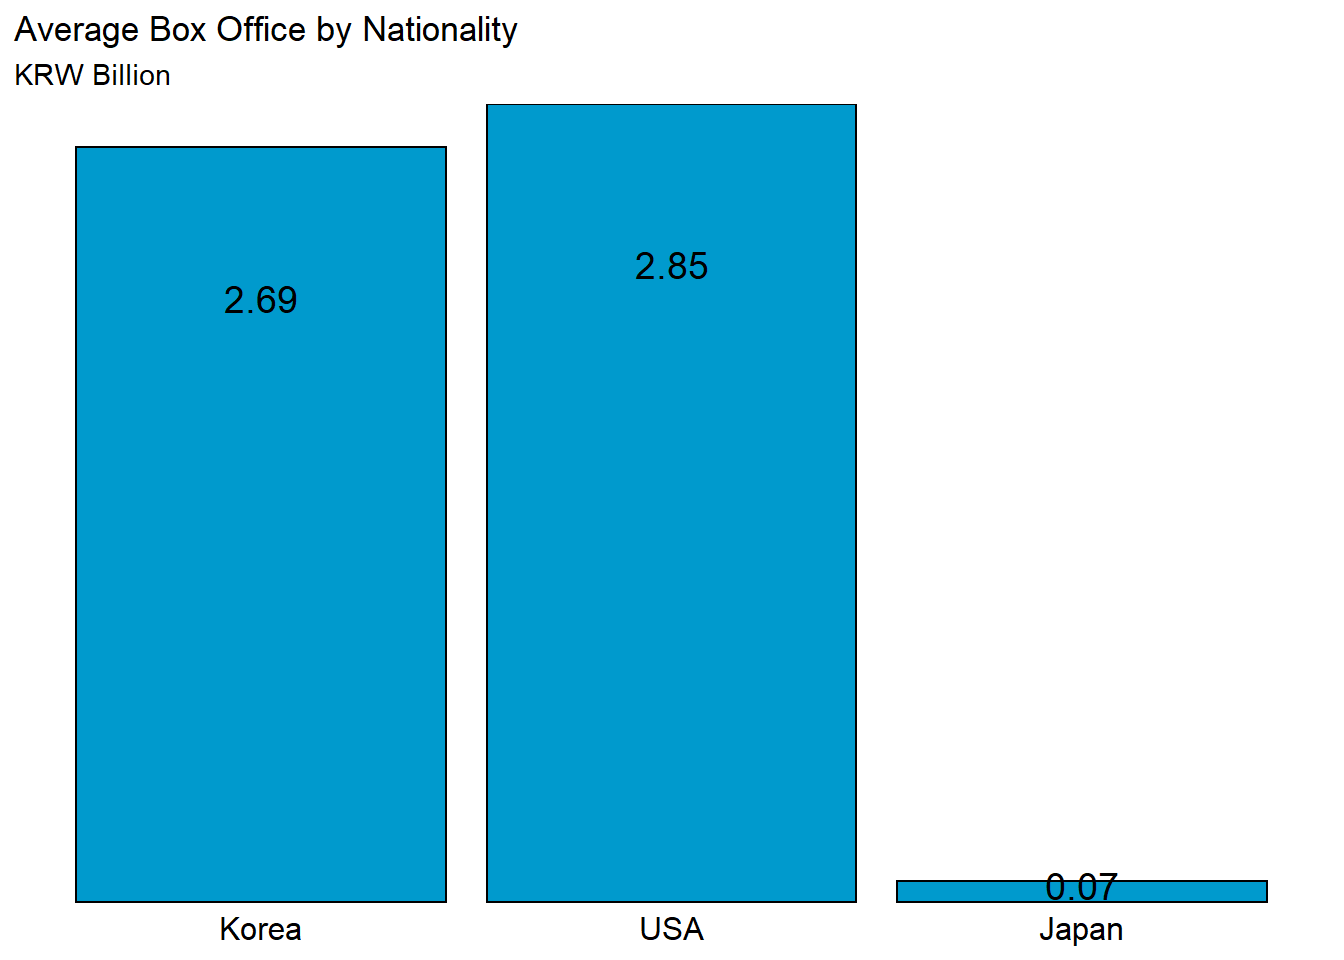 Average Box Office by Nationality
KRW Billion
2.69
2.85
0.07
Korea
USA
Japan